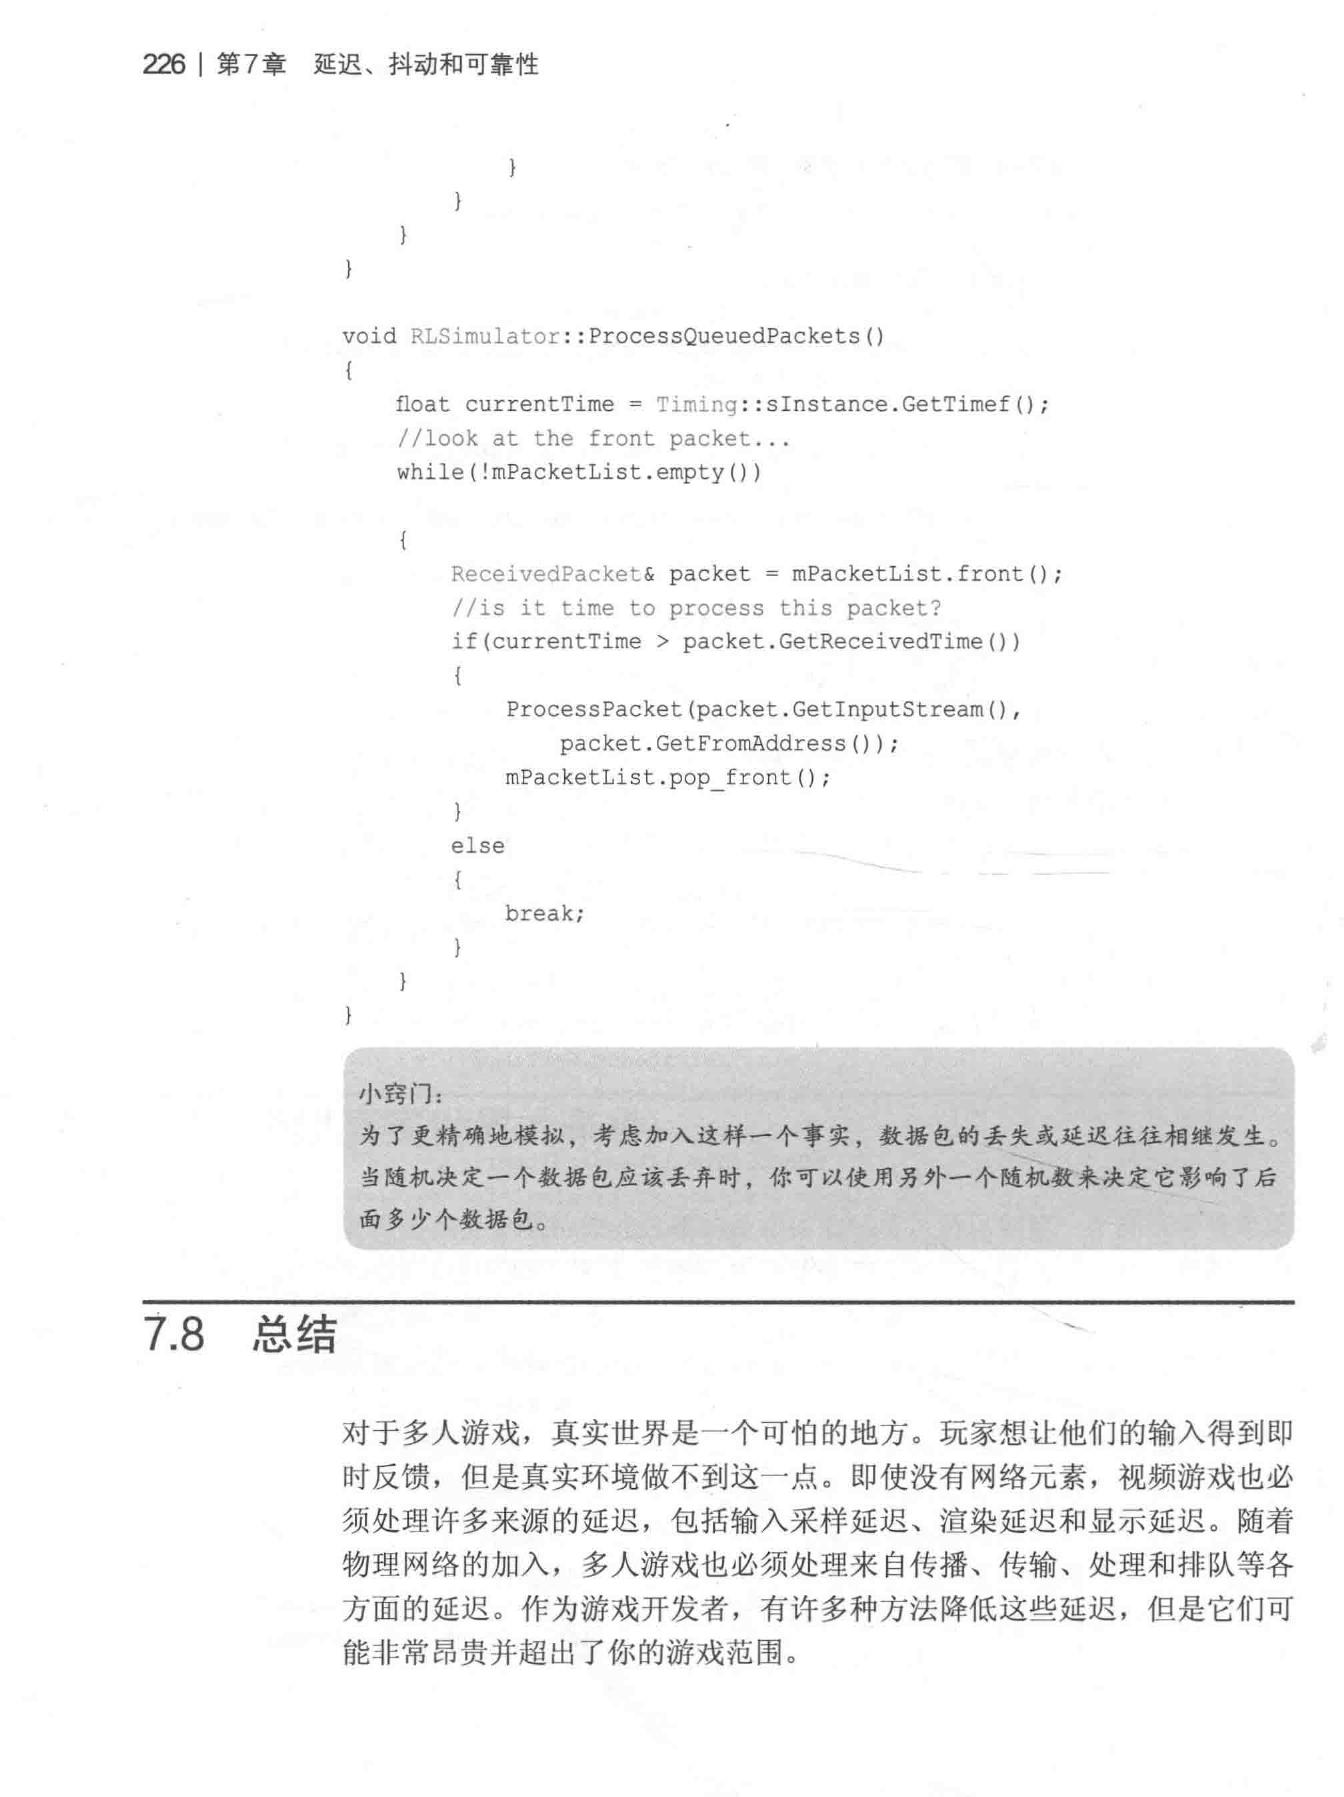 226 | 第7章 延迟、抖动和可靠性
}
}
}
}
void RLSimulator::ProcessQueuedPackets()
{
float currentTime = Timing::sInstance.GetTimef();
//look at the front packet...
while(!mPacketList.empty())
{
ReceivedPacket& packet = mPacketList.front();
//is it time to process this packet?
if(currentTime > packet.GetReceivedTime())
{
ProcessPacket(packet.GetInputStream(),
packet.GetFromAddress());
mPacketList.pop_front();
}
else
{
break;
}
}
}
小窍门：
为了更精确地模拟，考虑加入这样一个事实，数据包的丢失或延迟往往相继发生。
当随机决定一个数据包应该丢弃时，你可以使用另外一个随机数来决定它影响了后
面多少个数据包。
7.8 总结
对于多人游戏，真实世界是一个可怕的地方。玩家想让他们的输入得到即
时反馈，但是真实环境做不到这一点。即使没有网络元素，视频游戏也必
须处理许多来源的延迟，包括输入采样延迟、渲染延迟和显示延迟。随着
物理网络的加入，多人游戏也必须处理来自传播、传输、处理和排队等各
方面的延迟。作为游戏开发者，有许多种方法降低这些延迟，但是它们可
能非常昂贵并超出了你的游戏范围。